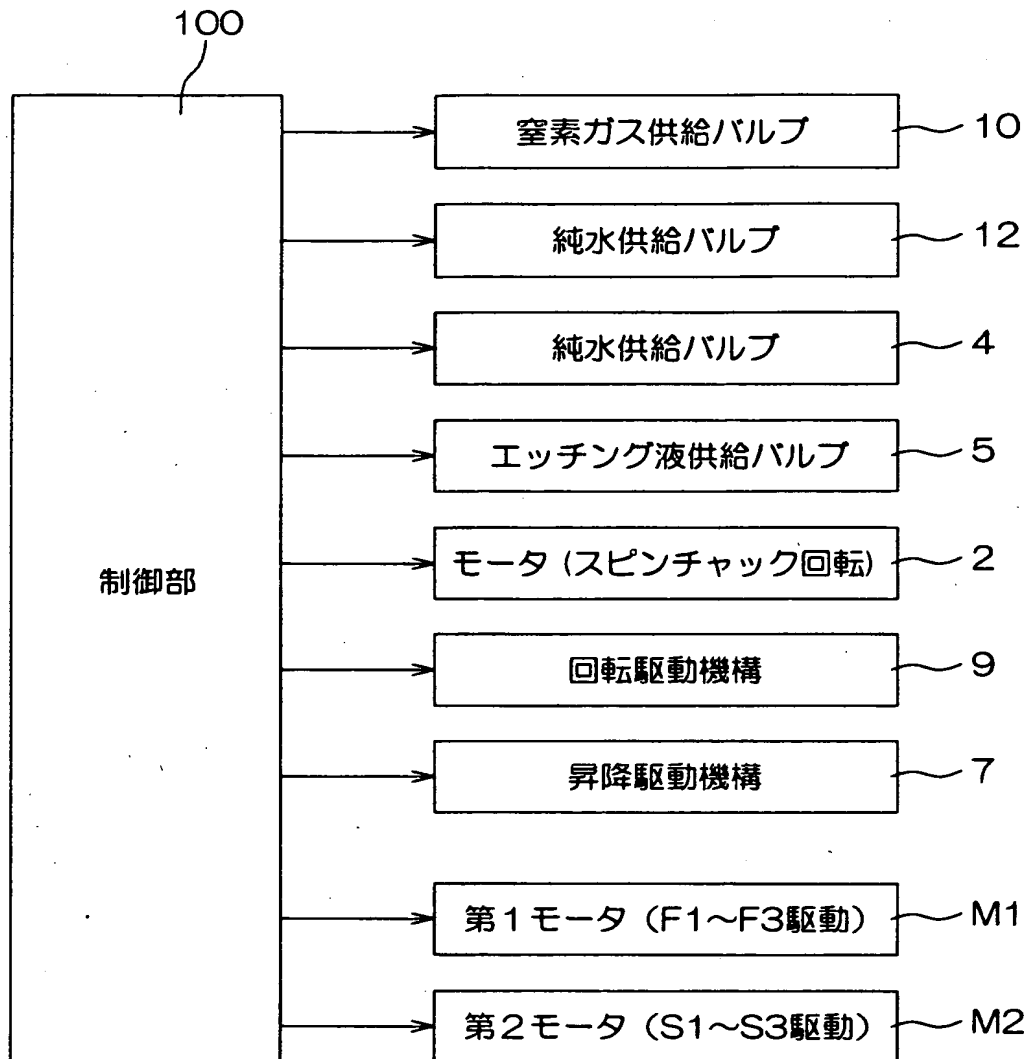 100
窒素ガス供給バルブ 10
純水供給バルブ 12
純水供給バルブ 4
エッチング液供給バルブ 5
モータ（スピンチャック回転） 2
制御部
回転駆動機構 9
昇降駆動機構 7
第1モータ（F1〜F3駆動） M1
第2モータ（S1〜S3駆動） M2